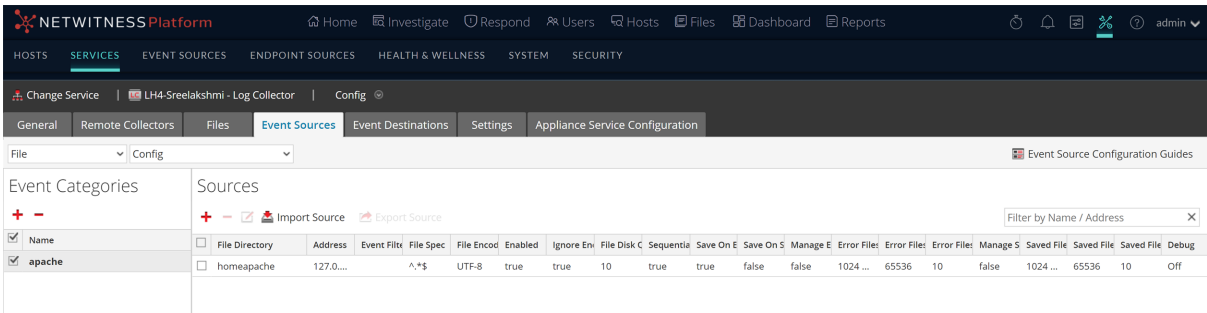 NETWITNESS Platform Home Investigate Respond Users Hosts Files Dashboard Reports admin
HOSTS SERVICES EVENT SOURCES ENDPOINT SOURCES HEALTH & WELLNESS SYSTEM SECURITY
Change Service | LC LH4-Sreelakshmi - Log Collector | Config
General Remote Collectors Files Event Sources Event Destinations Settings Appliance Service Configuration
File Config Event Source Configuration Guides
Event Categories Sources
+ − + − Import Source Export Source Filter by Name / Address X
Name File Directory Address Event Filte File Spec File Encod Enabled Ignore En File Disk C Sequentia Save On E Save On S Manage E Error Files Error Files Error Files Manage S Saved File Saved File Saved File Debug
apache homeapache 127.0.... ^.*$ UTF-8 true true 10 true true false false 1024 ... 65536 10 false 1024 ... 65536 10 Off